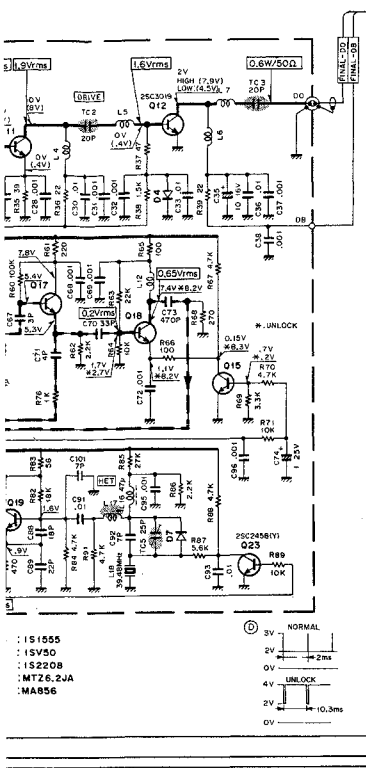 FINAL-DO
FINAL-DB
1.9Vrms
1.6Vrms
2V
HIGH (7.9V)
LOW:(4.5V)
0.6W/50Ω
0V
(8V)
DRIVE
TC2
20P
L5
2SC3019
Q12
L7
TC3
20P
DO
11
0V
(.4V)
L4
0V
(.4V)
R37
L6
R35 39
C28 .001
R36 22
C30 .01
C31 .001
C32 .001
R38 1.5K
D4
C33 .01
R39 22
C35
10 16V
C36 .01
C37 .001
DB
C38
.001
7.8V
R61
220
R65
100
R60 100K
5.4V
Q17
C68 .001
C69 .001
R63
22K
L12
0.65Vrms
7.4V ※8.2V
R67 4.7K
C67
3P
5.3V
0.2Vrms
C70 33P
Q18
C73
470P
R68
270
※.UNLOCK
C71
4P
R62
2.2K
R64
10K
R66
100
0.15V
※8.3V
.7V
※.2V
R76
1K
1.7V
※2.7V
C72 .001
1.1V
※8.2V
Q15
R70
4.7K
R69
3.3K
R71
10K
C96 .001
C74
1 25V
R83
56
C101
7P
R85
27K
R82
18K
HET
16.47μ
C95 .001
R86
2.2K
Q19
1.6V
C91
.01
L17
R88 4.7K
C88
18P
C92
7P
TC5 25P
D7
2SC2458(Y)
.9V
R84 4.7K
R91
4.7K
R87
5.6K
Q23
470
C89
22P
L18
39.48MHz
C93
.01
R89
10K
: 1S1555
: 1SV50
: 1S2208
: MTZ6.2JA
: MA856
D
NORMAL
3V
2V
2ms
0V
UNLOCK
4V
2V
10.3ms
0V